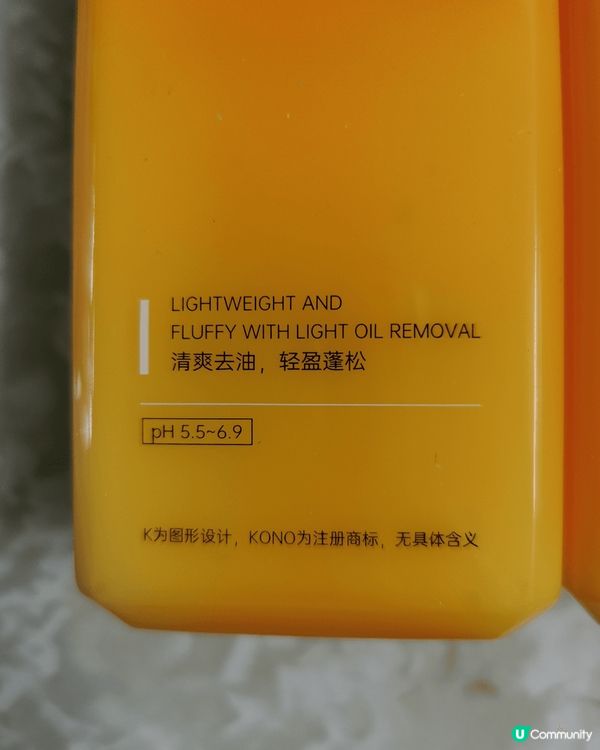 LIGHTWEIGHT AND
FLUFFY WITH LIGHT OIL REMOVAL
清爽去油，轻盈蓬松
pH 5.5~6.9
K为图形设计，KONO为注册商标，无具体含义
U Community